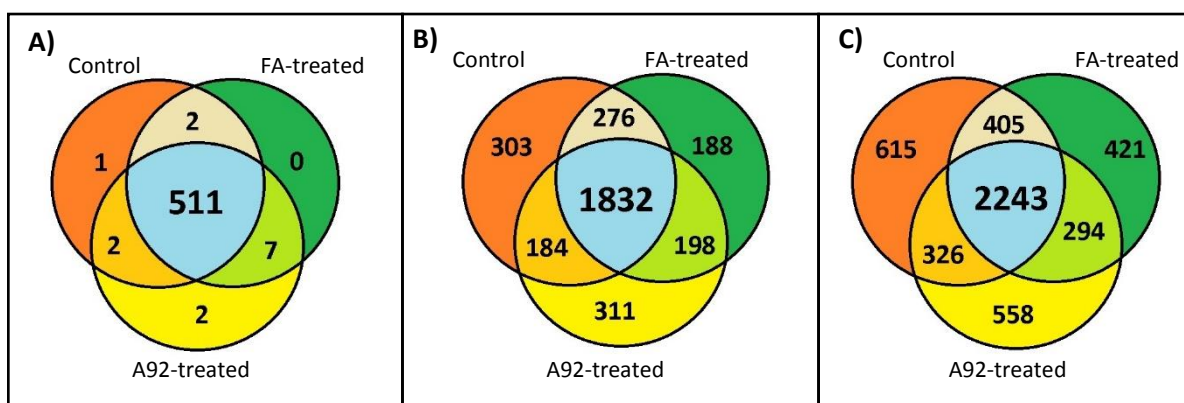 A)
Control
FA-treated
2
1
0
511
2
7
2
A92-treated
B)
Control
FA-treated
276
303
188
1832
184
198
311
A92-treated
C)
Control
FA-treated
405
615
421
2243
294
326
558
A92-treated